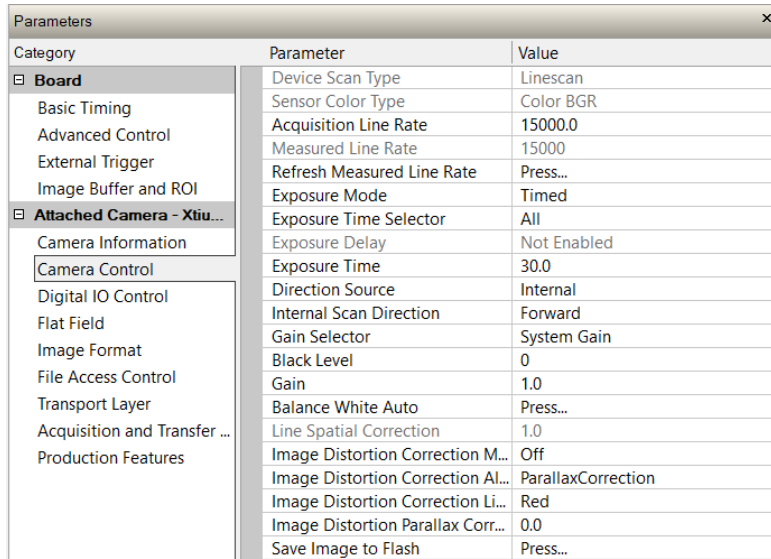 Parameters ×
Category Parameter Value
Board Device Scan Type Linescan
Basic Timing Sensor Color Type Color BGR
Advanced Control Acquisition Line Rate 15000.0
External Trigger Measured Line Rate 15000
Image Buffer and ROI Refresh Measured Line Rate Press...
Attached Camera - Xtiu... Exposure Mode Timed
Camera Information Exposure Time Selector All
Camera Control Exposure Delay Not Enabled
Digital IO Control Exposure Time 30.0
Flat Field Direction Source Internal
Image Format Internal Scan Direction Forward
File Access Control Gain Selector System Gain
Transport Layer Black Level 0
Acquisition and Transfer ... Gain 1.0
Production Features Balance White Auto Press...
Line Spatial Correction 1.0
Image Distortion Correction M... Off
Image Distortion Correction Al... ParallaxCorrection
Image Distortion Correction Li... Red
Image Distortion Parallax Corr... 0.0
Save Image to Flash Press...